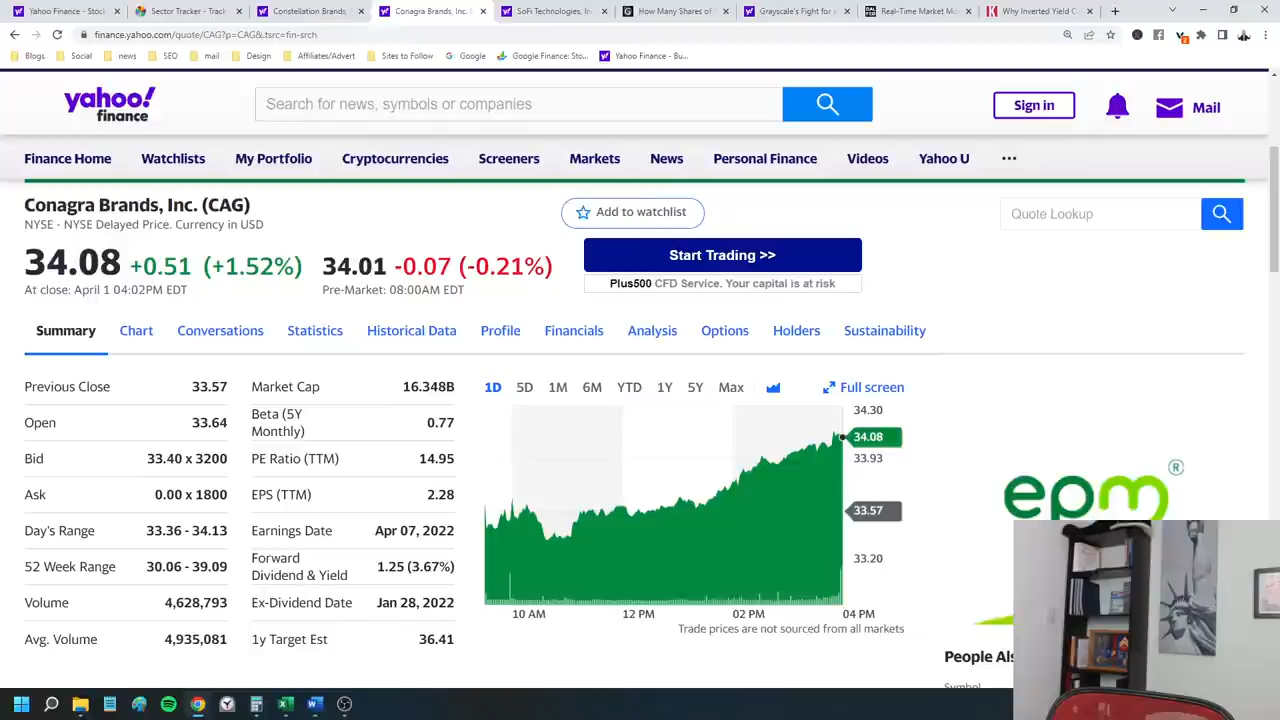 Yahoo Finance - Stock
Sector Tracker - Track
Constellation Brands,
Conagra Brands, Inc.
SoFi Technologies, In
How Many Shares of
Grayscale's Fight for
Real-Time Market Mo
Why Inverted Yield C
finance.yahoo.com/quote/CAG?p=CAG&.tsrc=fin-srch
Blogs
Social
news
SEO
mail
Design
Affiliates/Advert
Sites to Follow
Google
Google Finance: Sto...
Yahoo Finance - Bu...
yahoo!
finance
Search for news, symbols or companies
Sign in
Mail
Finance Home
Watchlists
My Portfolio
Cryptocurrencies
Screeners
Markets
News
Personal Finance
Videos
Yahoo U
...
Conagra Brands, Inc. (CAG)
NYSE - NYSE Delayed Price. Currency in USD
Add to watchlist
Quote Lookup
34.08 +0.51 (+1.52%)
At close: April 1 04:02PM EDT
34.01 -0.07 (-0.21%)
Pre-Market: 08:00AM EDT
Start Trading >>
Plus500 CFD Service. Your capital is at risk
Summary
Chart
Conversations
Statistics
Historical Data
Profile
Financials
Analysis
Options
Holders
Sustainability
Previous Close 33.57
Open 33.64
Bid 33.40 x 3200
Ask 0.00 x 1800
Day's Range 33.36 - 34.13
52 Week Range 30.06 - 39.09
Volume 4,628,793
Avg. Volume 4,935,081
Market Cap 16.348B
Beta (5Y
Monthly) 0.77
PE Ratio (TTM) 14.95
EPS (TTM) 2.28
Earnings Date Apr 07, 2022
Forward
Dividend & Yield 1.25 (3.67%)
Ex-Dividend Date Jan 28, 2022
1y Target Est 36.41
1D
5D
1M
6M
YTD
1Y
5Y
Max
Full screen
34.30
34.08
33.93
33.57
33.20
10 AM
12 PM
02 PM
04 PM
Trade prices are not sourced from all markets
epm®
People Als
Symbol